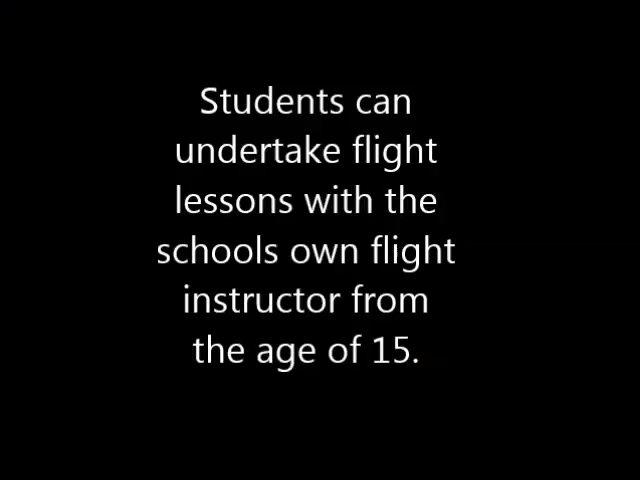 Students can
undertake flight
lessons with the
schools own flight
instructor from
the age of 15.